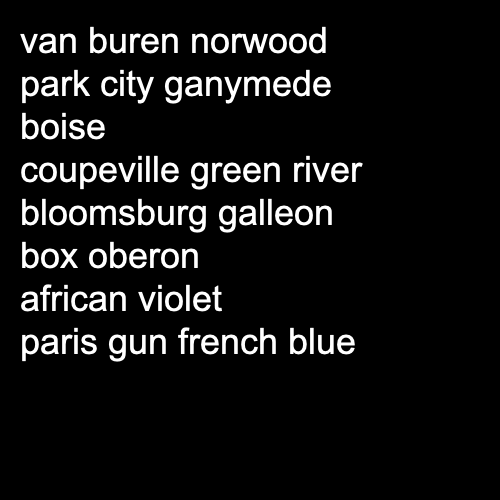 van buren norwood
park city ganymede
boise
coupeville green river
bloomsburg galleon
box oberon
african violet
paris gun french blue